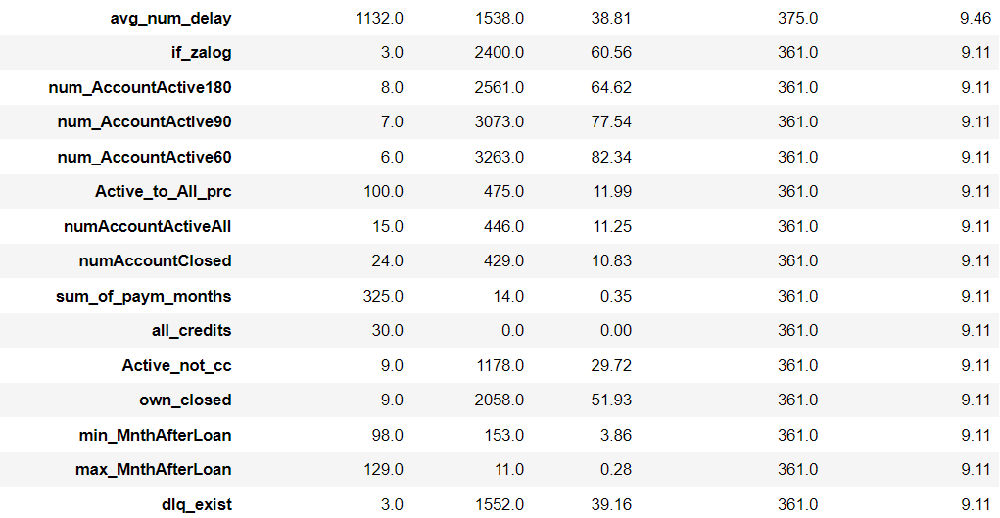 avg_num_delay 1132.0 1538.0 38.81 375.0 9.46
if_zalog 3.0 2400.0 60.56 361.0 9.11
num_AccountActive180 8.0 2561.0 64.62 361.0 9.11
num_AccountActive90 7.0 3073.0 77.54 361.0 9.11
num_AccountActive60 6.0 3263.0 82.34 361.0 9.11
Active_to_All_prc 100.0 475.0 11.99 361.0 9.11
numAccountActiveAll 15.0 446.0 11.25 361.0 9.11
numAccountClosed 24.0 429.0 10.83 361.0 9.11
sum_of_paym_months 325.0 14.0 0.35 361.0 9.11
all_credits 30.0 0.0 0.00 361.0 9.11
Active_not_cc 9.0 1178.0 29.72 361.0 9.11
own_closed 9.0 2058.0 51.93 361.0 9.11
min_MnthAfterLoan 98.0 153.0 3.86 361.0 9.11
max_MnthAfterLoan 129.0 11.0 0.28 361.0 9.11
dlq_exist 3.0 1552.0 39.16 361.0 9.11